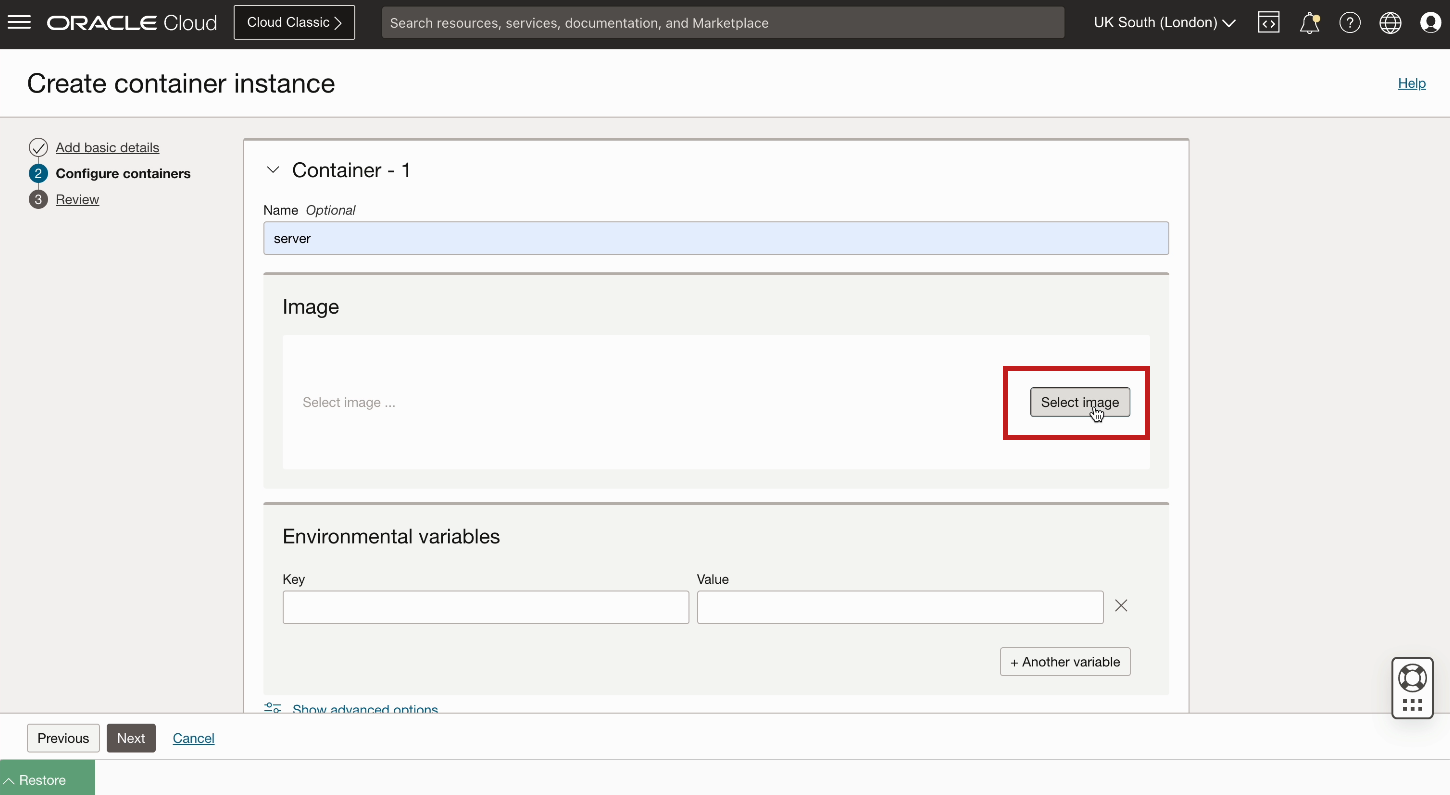 ORACLE Cloud
Cloud Classic
Search resources, services, documentation, and Marketplace
UK South (London)
Create container instance
Help
Add basic details
2 Configure containers
3 Review
Container - 1
Name Optional
server
Image
Select image ...
Select image
Environmental variables
Key Value
+ Another variable
Show advanced options
Previous Next Cancel
Restore